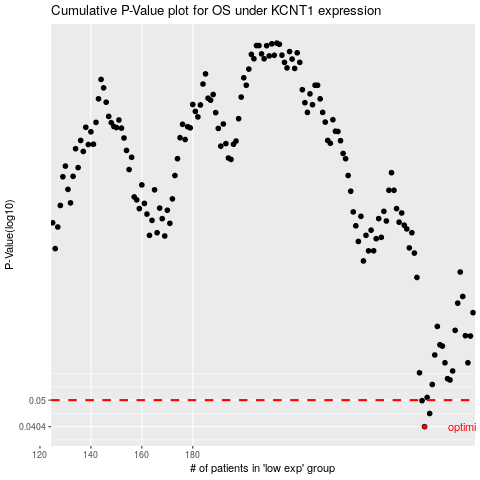 Cumulative P-Value plot for OS under KCNT1 expression
P-Value(log10)
0.05
0.0404
optimi
120 140 160 180
# of patients in 'low exp' group